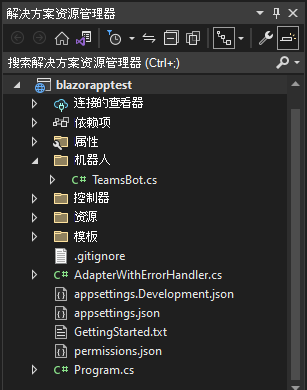 解决方案资源管理器
搜索解决方案资源管理器 (Ctrl+;)
blazorapptest
连接的查看器
依赖项
属性
机器人
C# TeamsBot.cs
控制器
资源
模板
.gitignore
C# AdapterWithErrorHandler.cs
appsettings.Development.json
appsettings.json
GettingStarted.txt
permissions.json
C# Program.cs